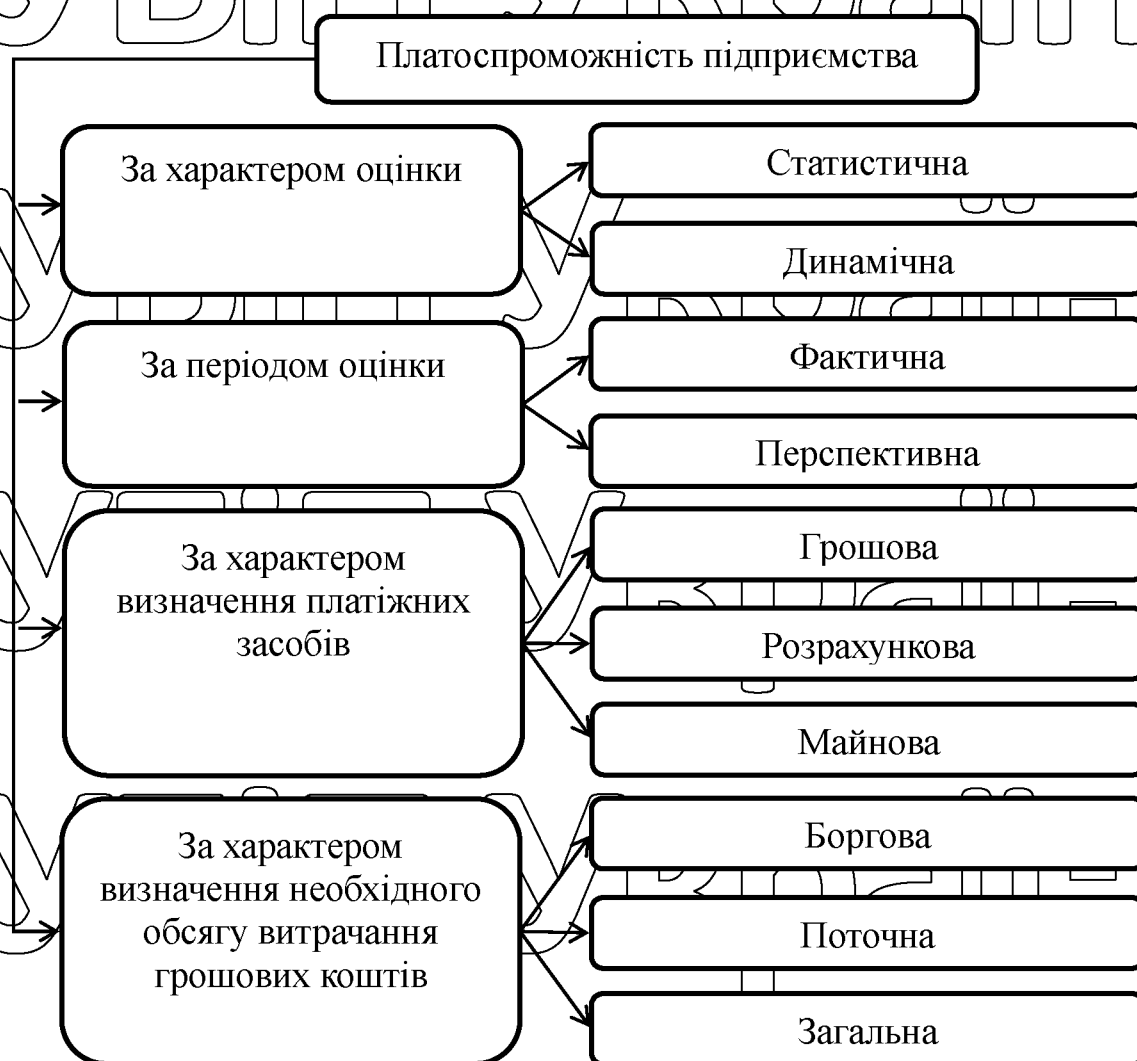 Платоспроможність підприємства
За характером оцінки
Статистична
Динамічна
За періодом оцінки
Фактична
Перспективна
За характером
визначення платіжних
засобів
Грошова
Розрахункова
Майнова
За характером
визначення необхідного
обсягу витрачання
грошових коштів
Боргова
Поточна
Загальна